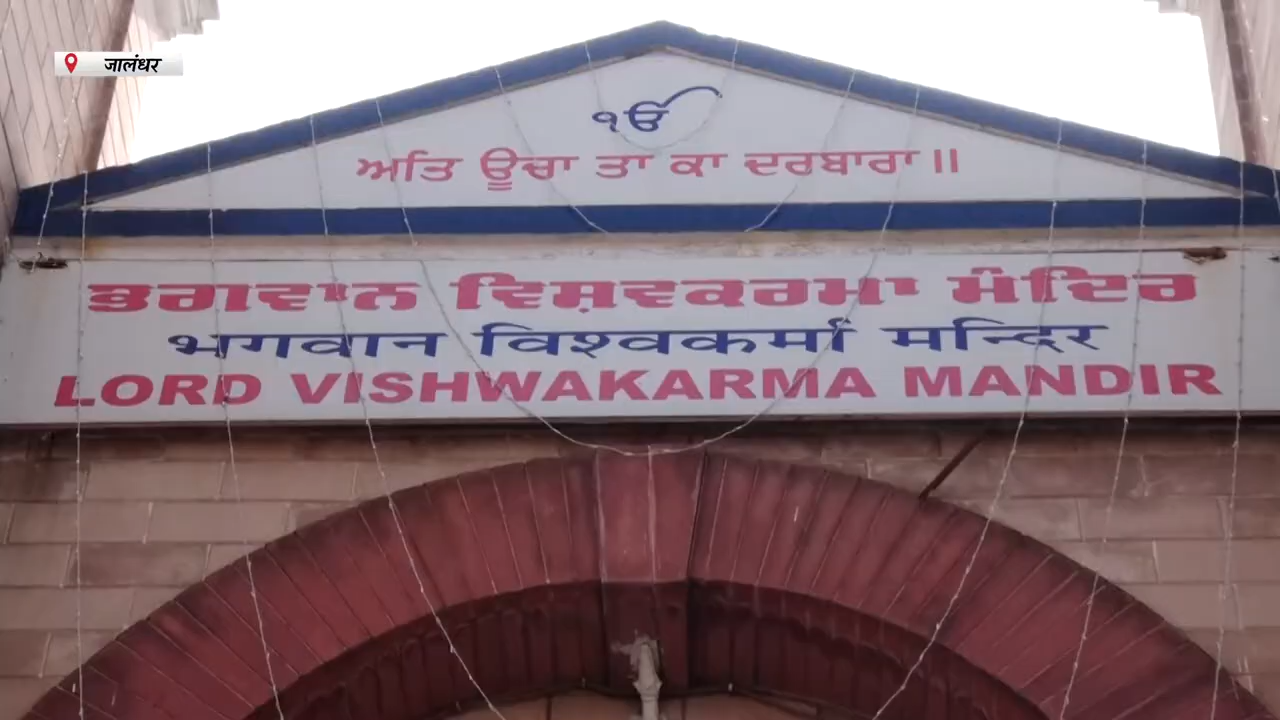 जालंधर
ੴ
ਅਤਿ ਊਚਾ ਤਾ ਕਾ ਦਰਬਾਰਾ ॥
ਭਗਵਾਨ ਵਿਸ਼ਵਕਰਮਾ ਮੰਦਿਰ
भगवान विश्वकर्मा मन्दिर
LORD VISHWAKARMA MANDIR